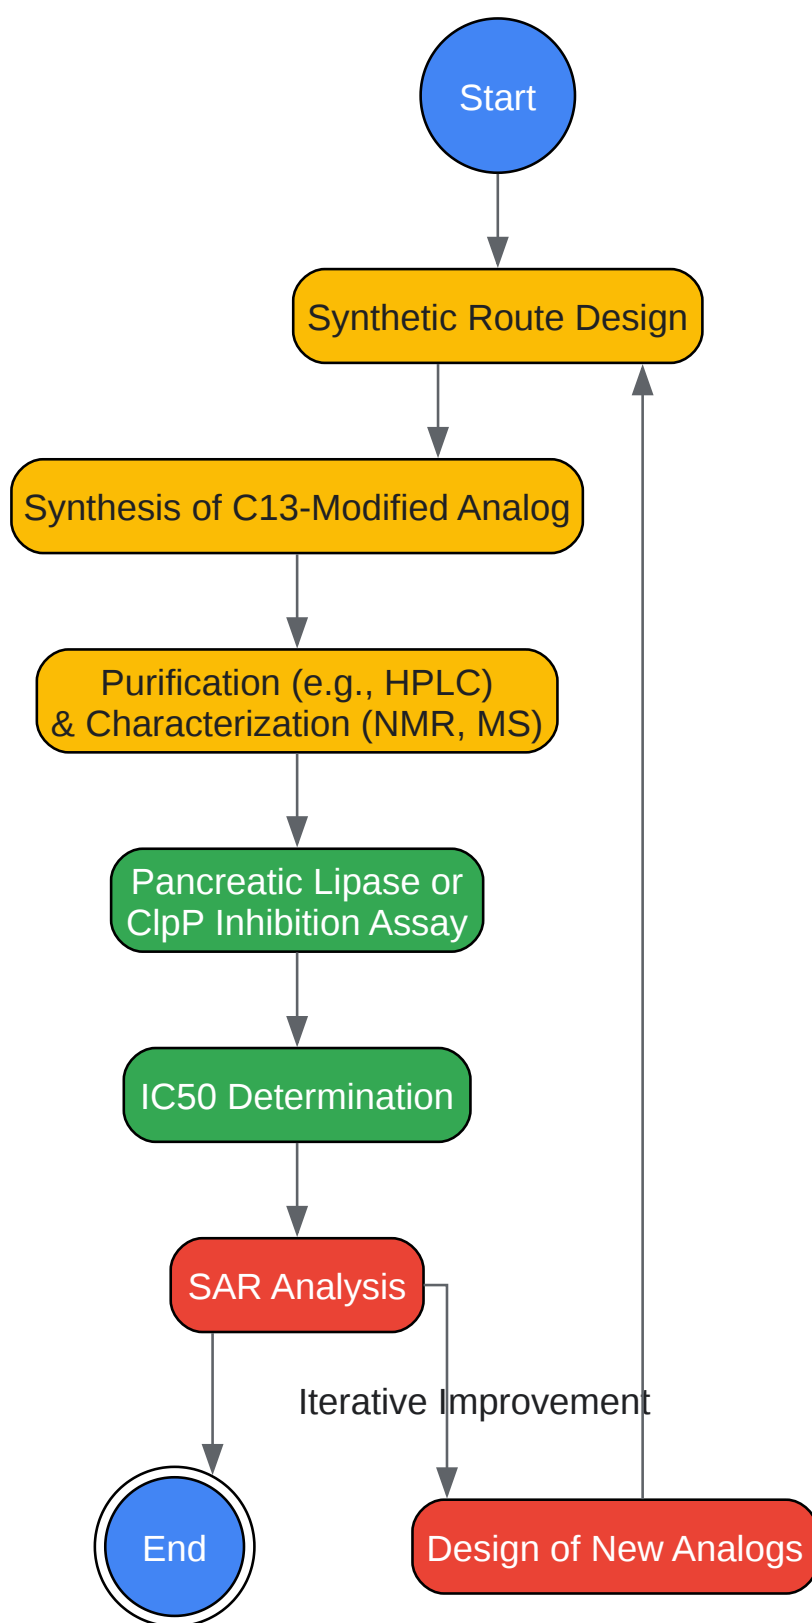 Start
Synthetic Route Design
Synthesis of C13-Modified Analog
Purification (e.g., HPLC)
& Characterization (NMR, MS)
Pancreatic Lipase or
ClpP Inhibition Assay
IC50 Determination
SAR Analysis
Iterative Improvement
End
Design of New Analogs